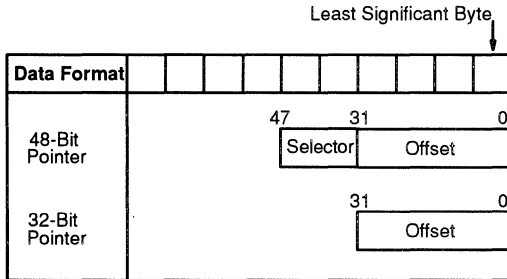 Least Significant Byte
Data Format
47 31 0
48-Bit
Pointer
Selector Offset
31 0
32-Bit
Pointer
Offset